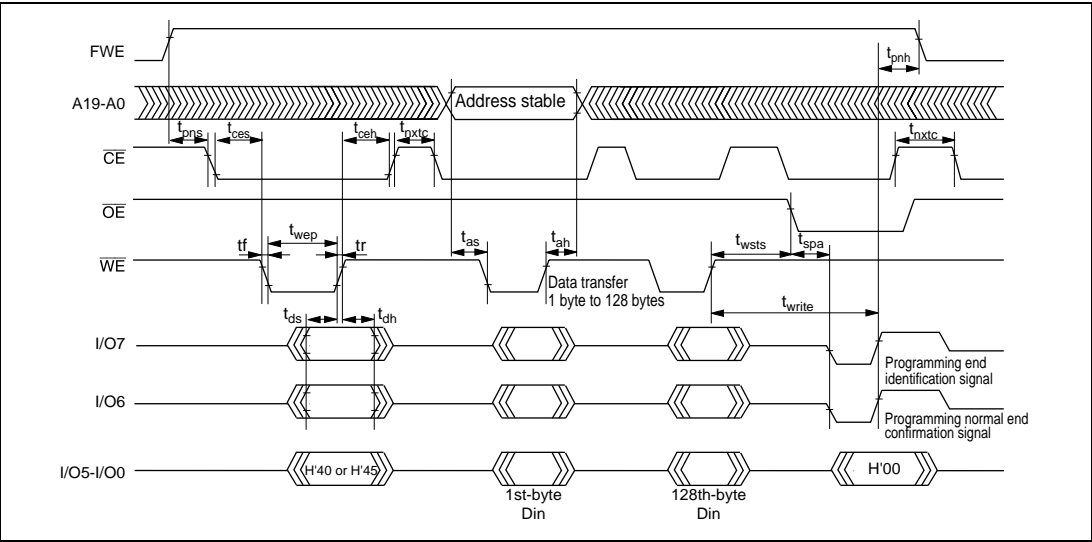 FWE
tpnh
A19-A0
Address stable
tpns
tces
tceh
tnxtc
tnxtc
CE
OE
twep
tf
tr
tas
tah
twsts
tspa
WE
Data transfer
1 byte to 128 bytes
twrite
tds
tdh
I/O7
Programming end
identification signal
I/O6
Programming normal end
confirmation signal
I/O5-I/O0
H'40 or H'45
H'00
1st-byte
Din
128th-byte
Din